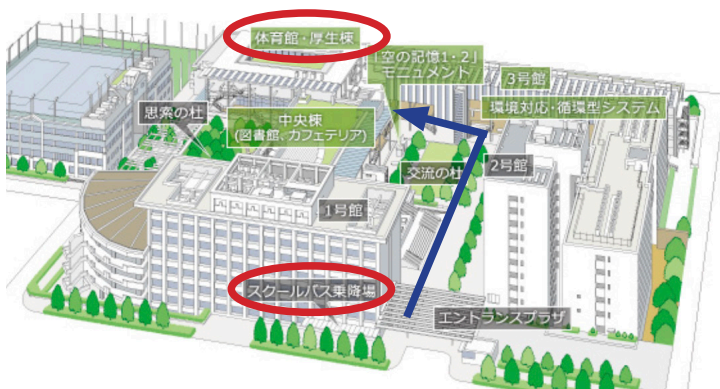 体育館・厚生棟
「空の記憶1・2」
モニュメント
3号館
環境対応・循環型システム
思索の杜
中央棟
(図書館、カフェテリア)
交流の杜
2号館
1号館
スクールバス乗降場
エントランスプラザ